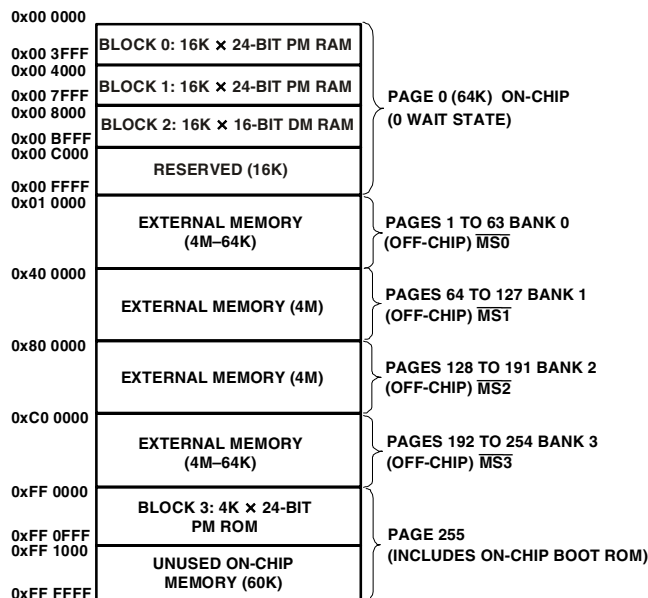 0x00 0000
BLOCK 0: 16K × 24-BIT PM RAM
0x00 3FFF
0x00 4000
BLOCK 1: 16K × 24-BIT PM RAM
0x00 7FFF
0x00 8000
BLOCK 2: 16K × 16-BIT DM RAM
0x00 BFFF
0x00 C000
RESERVED (16K)
0x00 FFFF
PAGE 0 (64K) ON-CHIP
(0 WAIT STATE)
0x01 0000
EXTERNAL MEMORY
(4M–64K)
PAGES 1 TO 63 BANK 0
(OFF-CHIP) MS0
0x40 0000
EXTERNAL MEMORY (4M)
PAGES 64 TO 127 BANK 1
(OFF-CHIP) MS1
0x80 0000
EXTERNAL MEMORY (4M)
PAGES 128 TO 191 BANK 2
(OFF-CHIP) MS2
0xC0 0000
EXTERNAL MEMORY
(4M–64K)
PAGES 192 TO 254 BANK 3
(OFF-CHIP) MS3
0xFF 0000
BLOCK 3: 4K × 24-BIT
PM ROM
0xFF 0FFF
0xFF 1000
UNUSED ON-CHIP
MEMORY (60K)
0xFF FFFF
PAGE 255
(INCLUDES ON-CHIP BOOT ROM)